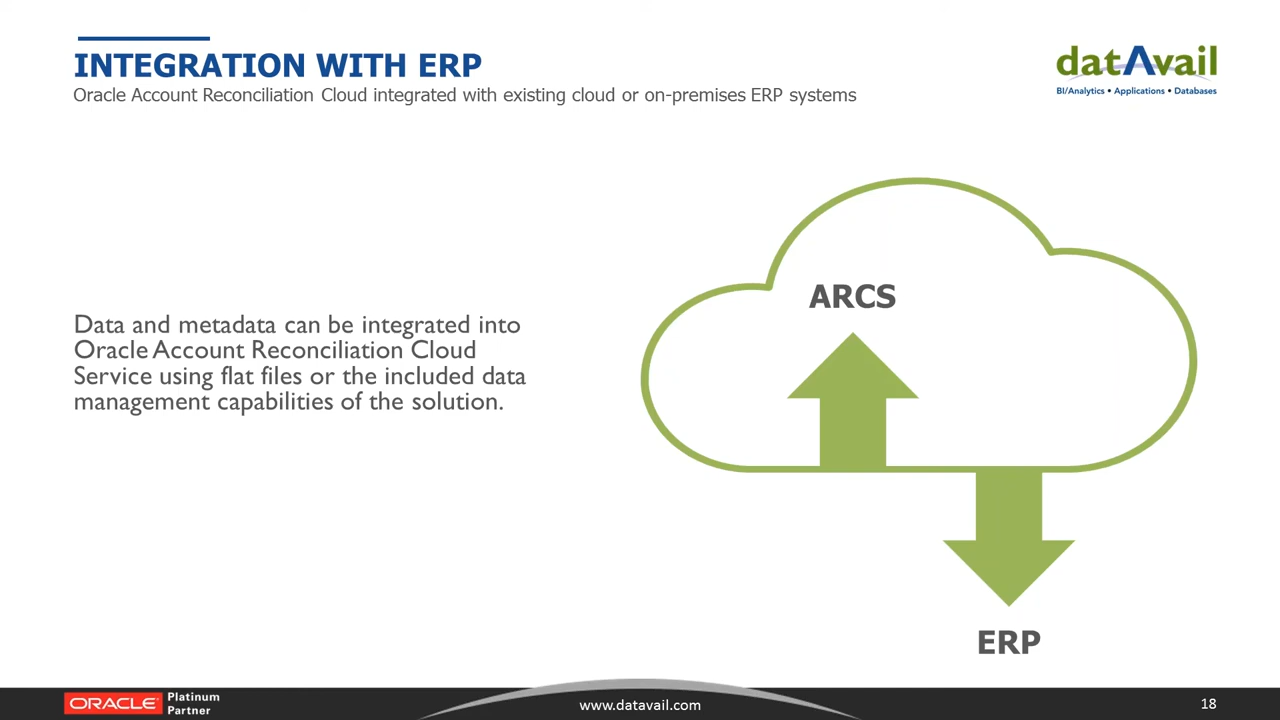 INTEGRATION WITH ERP
Oracle Account Reconciliation Cloud integrated with existing cloud or on-premises ERP systems
datAvail
BI/Analytics • Applications • Databases
Data and metadata can be integrated into
Oracle Account Reconciliation Cloud
Service using flat files or the included data
management capabilities of the solution.
ARCS
ERP
ORACLE
Platinum
Partner
www.datavail.com
18